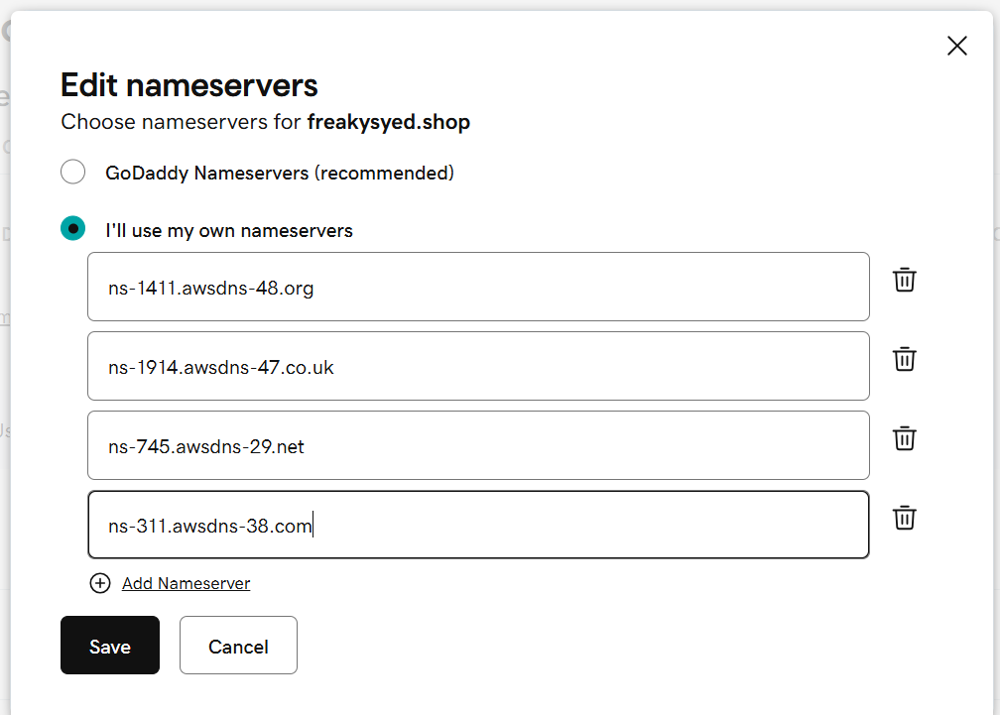 Edit nameservers
Choose nameservers for freakysyed.shop
GoDaddy Nameservers (recommended)
I'll use my own nameservers
ns-1411.awsdns-48.org
ns-1914.awsdns-47.co.uk
ns-745.awsdns-29.net
ns-311.awsdns-38.com
Add Nameserver
Save Cancel